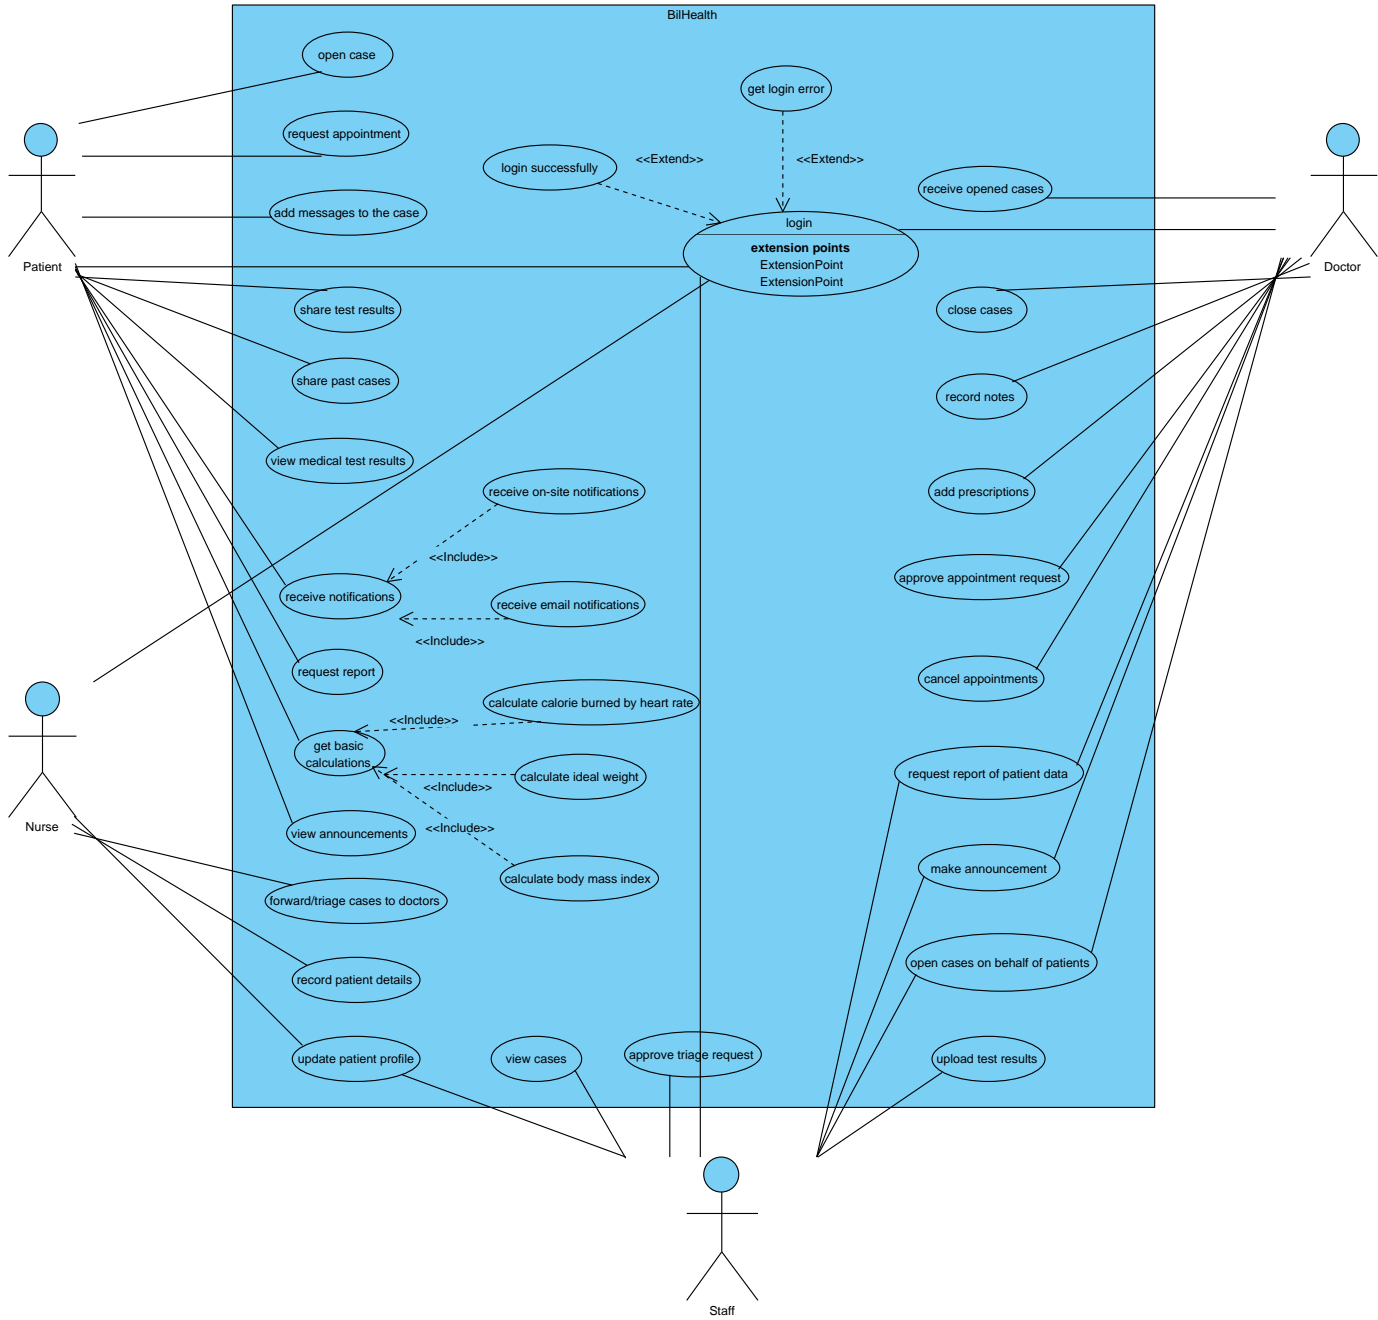 BilHealth
open case
get login error
request appointment
<<Extend>>
<<Extend>>
login successfully
receive opened cases
add messages to the case
login
extension points
ExtensionPoint
ExtensionPoint
Patient
Doctor
share test results
close cases
share past cases
record notes
view medical test results
receive on-site notifications
add prescriptions
<<Include>>
approve appointment request
receive notifications
receive email notifications
<<Include>>
request report
cancel appointments
calculate calorie burned by heart rate
<<Include>>
get basic
calculations
request report of patient data
calculate ideal weight
<<Include>>
Nurse
<<Include>>
view announcements
make announcement
calculate body mass index
forward/triage cases to doctors
open cases on behalf of patients
record patient details
update patient profile
view cases
approve triage request
upload test results
Staff